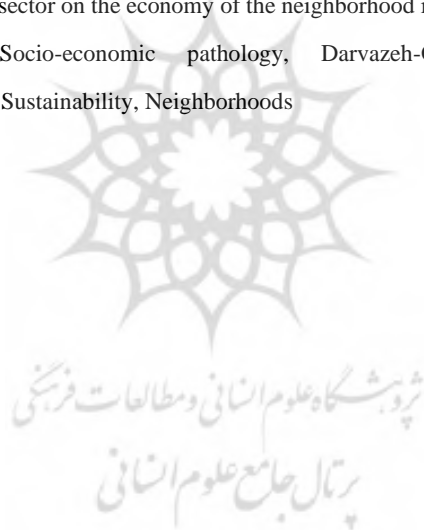 sector on the economy of the neighborhood
Socio-economic pathology, Darvazeh-
Sustainability, Neighborhoods
پژوهشگاه علوم انسانی و مطالعات فرهنگی
پرتال جامع علوم انسانی